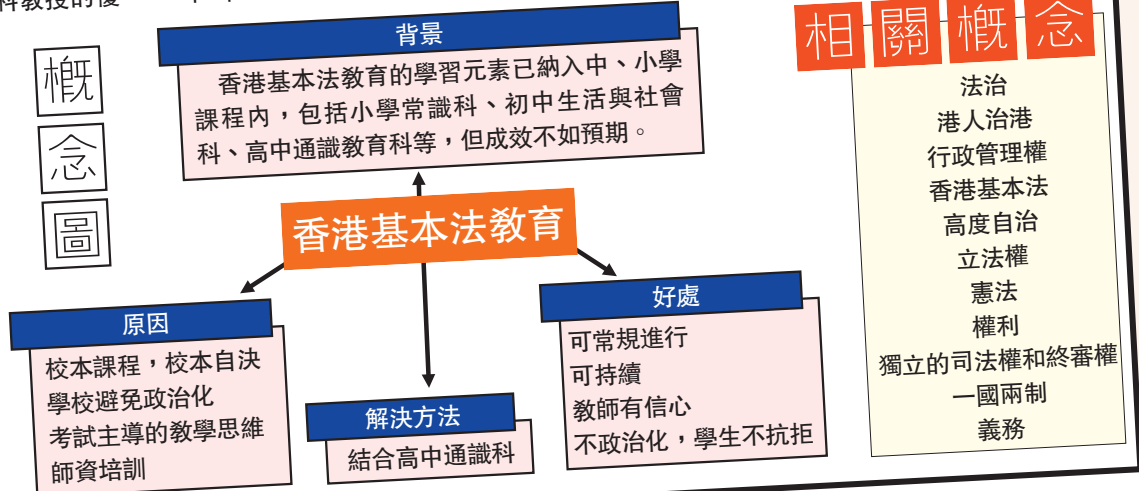 科教授的優
概念圖
背景
香港基本法教育的學習元素已納入中、小學
課程內，包括小學常識科、初中生活與社會
科、高中通識教育科等，但成效不如預期。
香港基本法教育
原因
校本課程，校本自決
學校避免政治化
考試主導的教學思維
師資培訓
解決方法
結合高中通識科
好處
可常規進行
可持續
教師有信心
不政治化，學生不抗拒
相關概念
法治
港人治港
行政管理權
香港基本法
高度自治
立法權
憲法
權利
獨立的司法權和終審權
一國兩制
義務